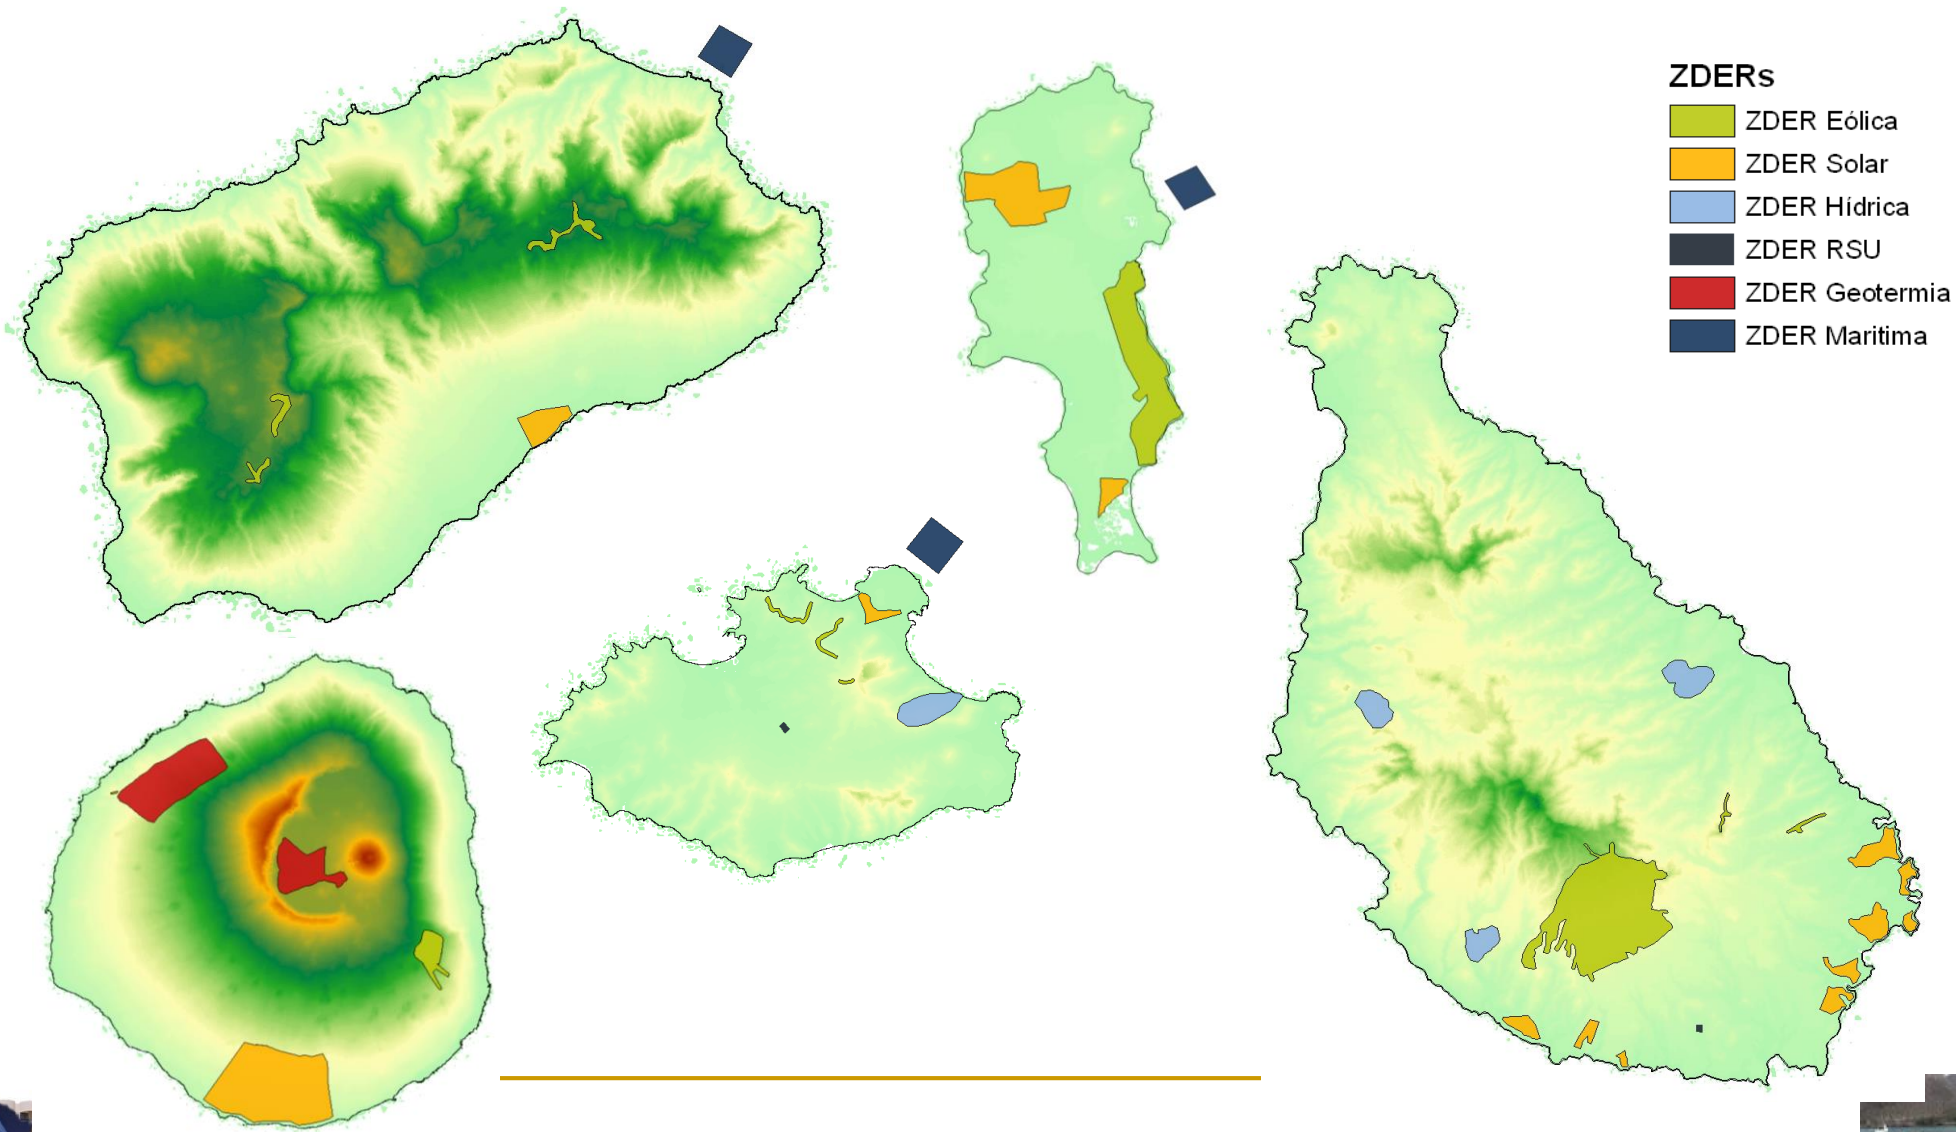 ZDERs
ZDER Eólica
ZDER Solar
ZDER Hídrica
ZDER RSU
ZDER Geotermia
ZDER Maritima